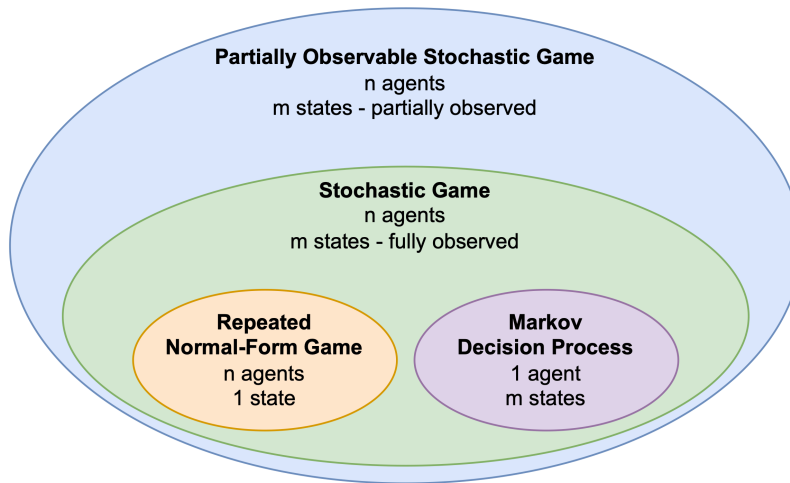 Partially Observable Stochastic Game
n agents
m states - partially observed
Stochastic Game
n agents
m states - fully observed
Repeated
Normal-Form Game
n agents
1 state
Markov
Decision Process
1 agent
m states